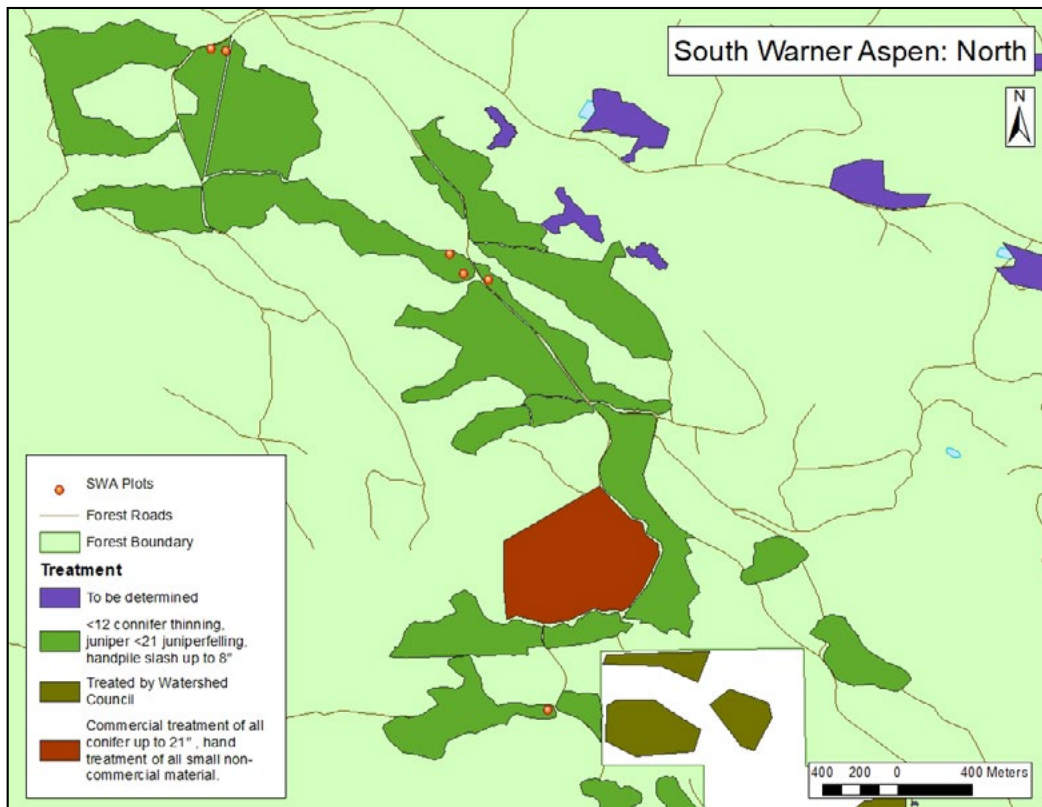 South Warner Aspen: North
N
SWA Plots
Forest Roads
Forest Boundary
Treatment
To be determined
<12 connifer thinning,
juniper <21 juniperfelling,
handpile slash up to 8"
Treated by Watershed
Council
Commercial treatment of all
conifer up to 21" , hand
treatment of all small non-
commercial material.
400 200 0 400 Meters